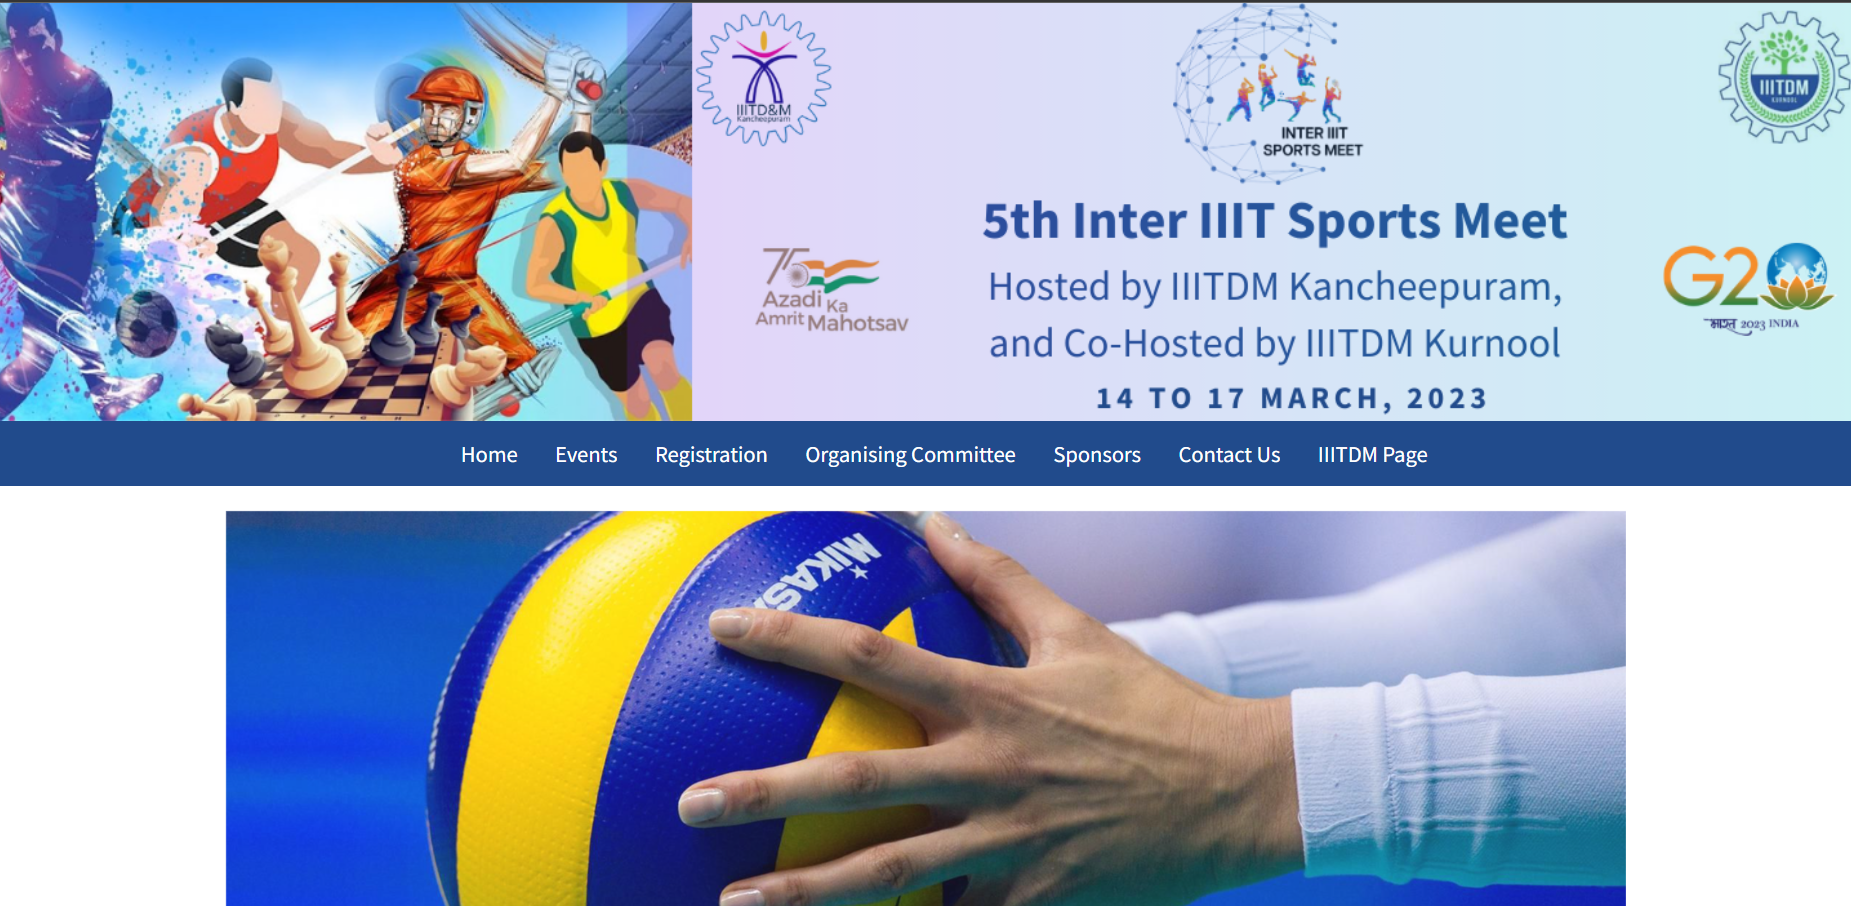 IIITD&M
Kancheepuram
INTER IIIT
SPORTS MEET
IIITDM
KURNOOL
5th Inter IIIT Sports Meet
Hosted by IIITDM Kancheepuram,
and Co-Hosted by IIITDM Kurnool
14 TO 17 MARCH, 2023
75
Azadi
Ka
Amrit Mahotsav
G20
भारत 2023 INDIA
Home Events Registration Organising Committee Sponsors Contact Us IIITDM Page
MIKASA